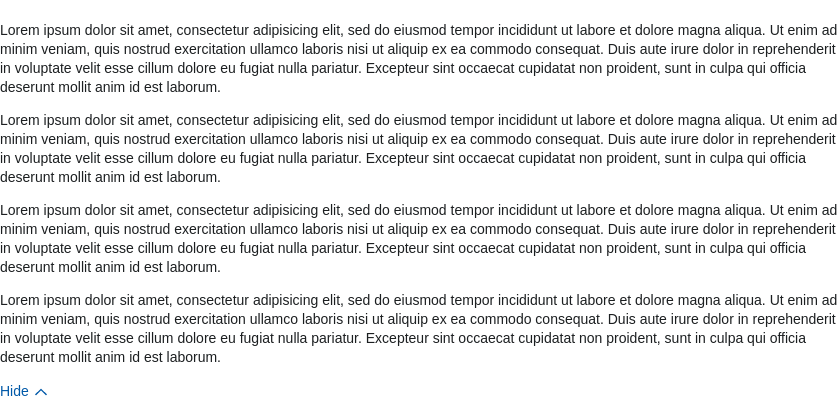 Lorem ipsum dolor sit amet, consectetur adipisicing elit, sed do eiusmod tempor incididunt ut labore et dolore magna aliqua. Ut enim ad
minim veniam, quis nostrud exercitation ullamco laboris nisi ut aliquip ex ea commodo consequat. Duis aute irure dolor in reprehenderit
in voluptate velit esse cillum dolore eu fugiat nulla pariatur. Excepteur sint occaecat cupidatat non proident, sunt in culpa qui officia
deserunt mollit anim id est laborum.
Lorem ipsum dolor sit amet, consectetur adipisicing elit, sed do eiusmod tempor incididunt ut labore et dolore magna aliqua. Ut enim ad
minim veniam, quis nostrud exercitation ullamco laboris nisi ut aliquip ex ea commodo consequat. Duis aute irure dolor in reprehenderit
in voluptate velit esse cillum dolore eu fugiat nulla pariatur. Excepteur sint occaecat cupidatat non proident, sunt in culpa qui officia
deserunt mollit anim id est laborum.
Lorem ipsum dolor sit amet, consectetur adipisicing elit, sed do eiusmod tempor incididunt ut labore et dolore magna aliqua. Ut enim ad
minim veniam, quis nostrud exercitation ullamco laboris nisi ut aliquip ex ea commodo consequat. Duis aute irure dolor in reprehenderit
in voluptate velit esse cillum dolore eu fugiat nulla pariatur. Excepteur sint occaecat cupidatat non proident, sunt in culpa qui officia
deserunt mollit anim id est laborum.
Lorem ipsum dolor sit amet, consectetur adipisicing elit, sed do eiusmod tempor incididunt ut labore et dolore magna aliqua. Ut enim ad
minim veniam, quis nostrud exercitation ullamco laboris nisi ut aliquip ex ea commodo consequat. Duis aute irure dolor in reprehenderit
in voluptate velit esse cillum dolore eu fugiat nulla pariatur. Excepteur sint occaecat cupidatat non proident, sunt in culpa qui officia
deserunt mollit anim id est laborum.
Hide